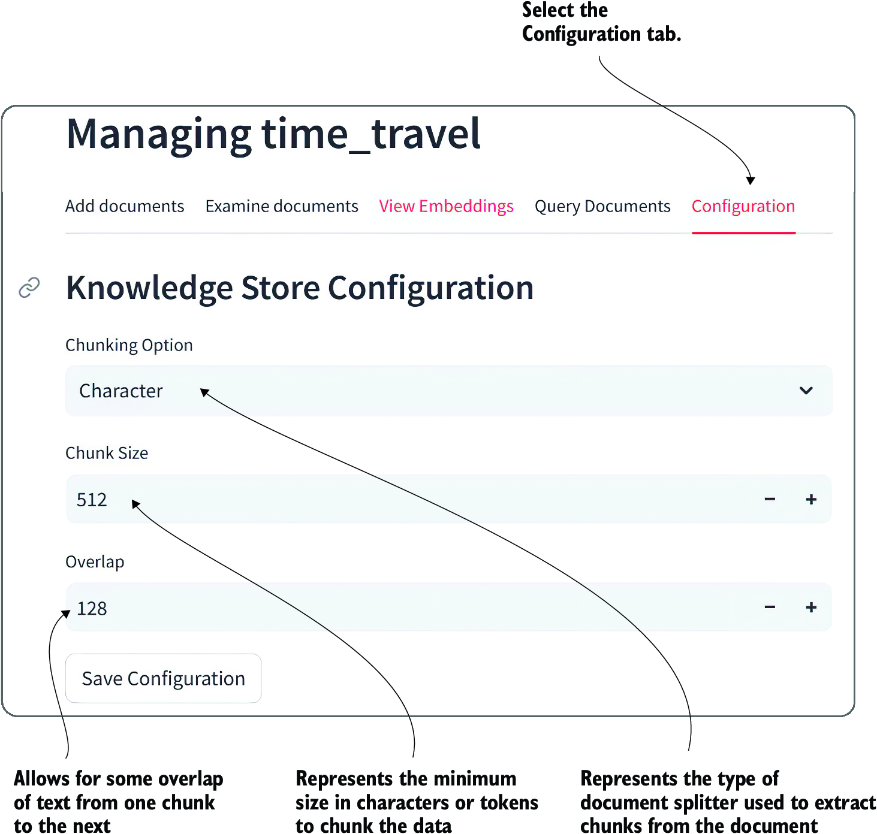 Select the
Configuration tab.
Managing time_travel
Add documents Examine documents View Embeddings Query Documents Configuration
Knowledge Store Configuration
Chunking Option
Character
Chunk Size
512 - +
Overlap
128 - +
Save Configuration
Allows for some overlap
of text from one chunk
to the next
Represents the minimum
size in characters or tokens
to chunk the data
Represents the type of
document splitter used to extract
chunks from the document